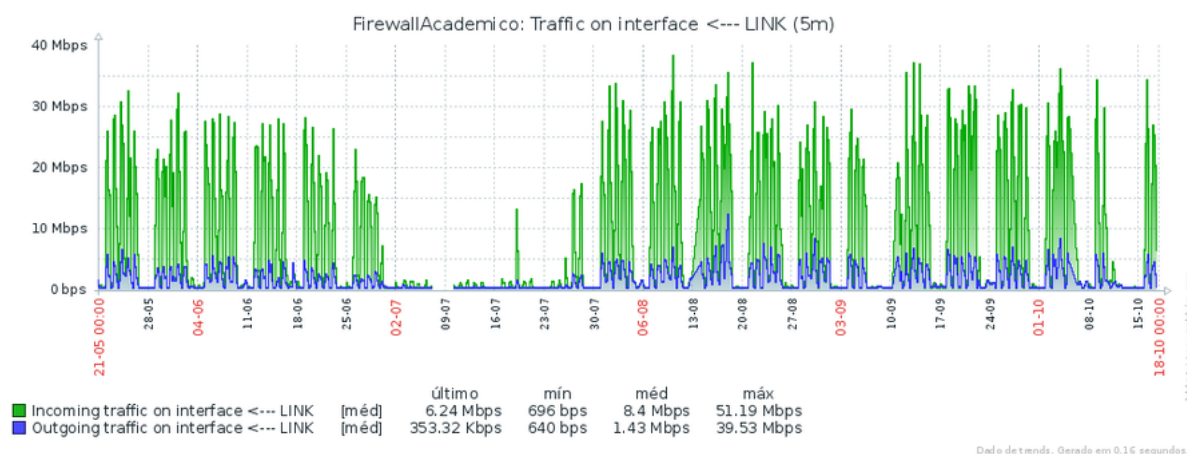 FirewallAcademico: Traffic on interface <--- LINK (5m)
40 Mbps
30 Mbps
20 Mbps
10 Mbps
0 bps
21-05 00:00
28-05
04-06
11-06
18-06
25-06
02-07
09-07
16-07
23-07
30-07
06-08
13-08
20-08
27-08
03-09
10-09
17-09
24-09
01-10
08-10
15-10
18-10 00:00
último mín méd máx
Incoming traffic on interface <--- LINK [méd] 6.24 Mbps 696 bps 8.4 Mbps 51.19 Mbps
Outgoing traffic on interface <--- LINK [méd] 353.32 Kbps 640 bps 1.43 Mbps 39.53 Mbps
Dado de trends. Gerado em 0.16 segundos